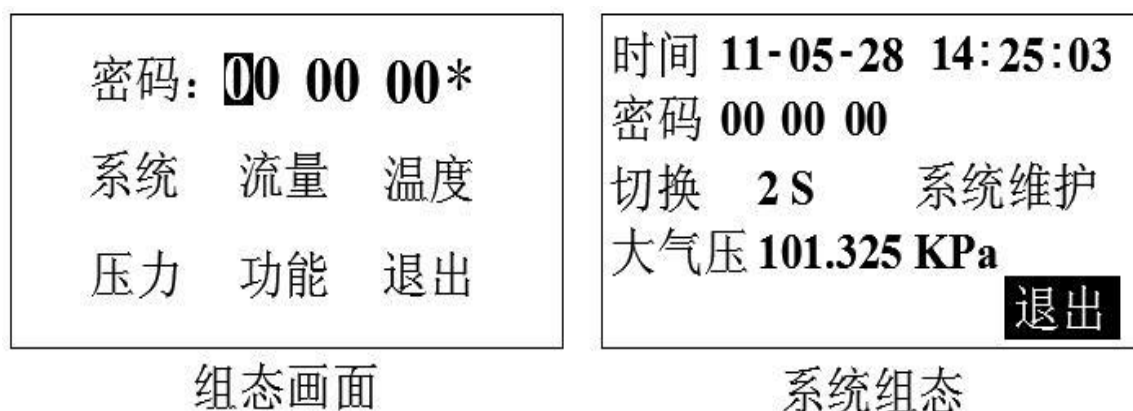 密码：00 00 00*
系统 流量 温度
压力 功能 退出
组态画面
时间 11-05-28 14:25:03
密码 00 00 00
切换 2 S 系统维护
大气压 101.325 KPa
退出
系统组态